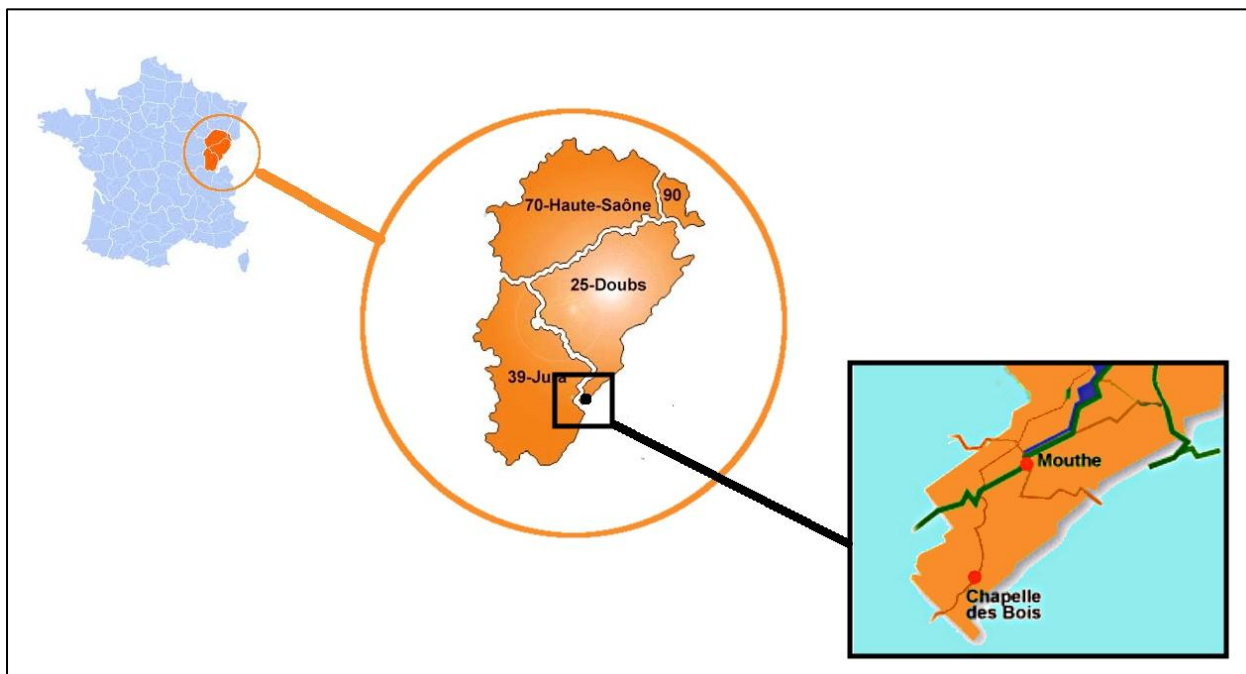 70-Haute-Saône
90
25-Doubs
39-Jura
Mouthe
Chapelle
des Bois